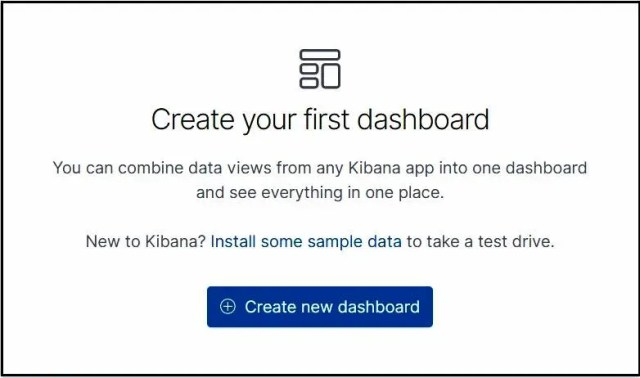 Create your first dashboard
You can combine data views from any Kibana app into one dashboard
and see everything in one place.
New to Kibana? Install some sample data to take a test drive.
Create new dashboard